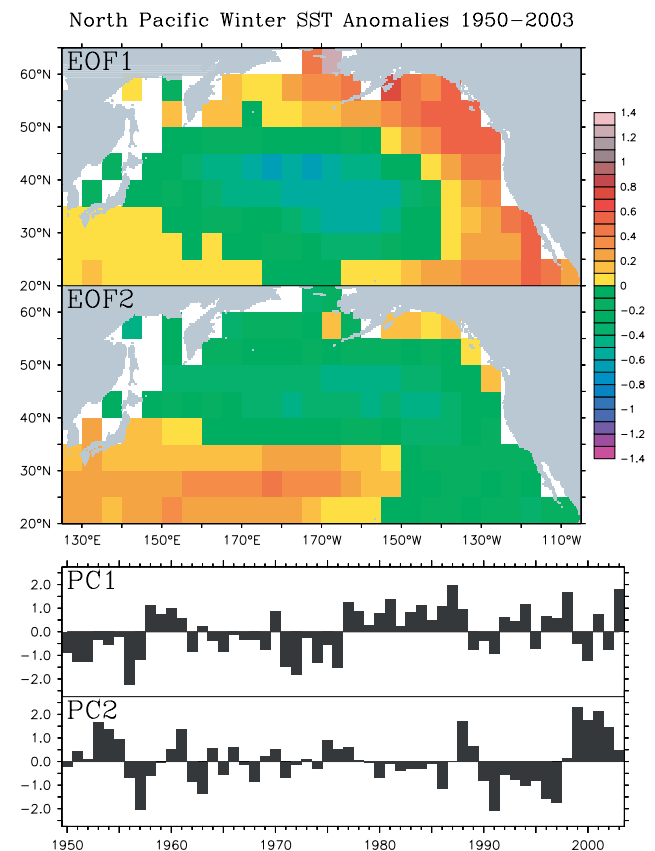 North Pacific Winter SST Anomalies 1950−2003
EOF1
60°N
50°N
40°N
30°N
20°N
EOF2
60°N
50°N
40°N
30°N
20°N
130°E 150°E 170°E 170°W 150°W 130°W 110°W
1.4
1.2
1
0.8
0.6
0.4
0.2
0
−0.2
−0.4
−0.6
−0.8
−1
−1.2
−1.4
PC1
2.0
1.0
0.0
−1.0
−2.0
PC2
2.0
1.0
0.0
−1.0
−2.0
1950 1960 1970 1980 1990 2000